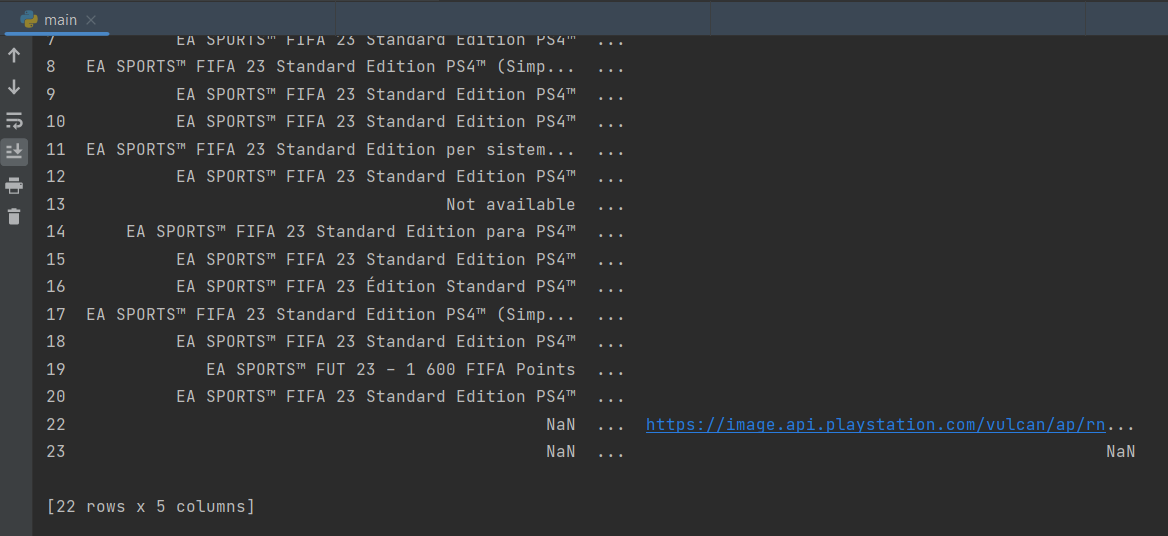 main
7 EA SPORTS™ FIFA 23 Standard Edition PS4™ ...
8 EA SPORTS™ FIFA 23 Standard Edition PS4™ (Simp... ...
9 EA SPORTS™ FIFA 23 Standard Edition PS4™ ...
10 EA SPORTS™ FIFA 23 Standard Edition PS4™ ...
11 EA SPORTS™ FIFA 23 Standard Edition per sistem... ...
12 EA SPORTS™ FIFA 23 Standard Edition PS4™ ...
13 Not available ...
14 EA SPORTS™ FIFA 23 Standard Edition para PS4™ ...
15 EA SPORTS™ FIFA 23 Standard Edition PS4™ ...
16 EA SPORTS™ FIFA 23 Édition Standard PS4™ ...
17 EA SPORTS™ FIFA 23 Standard Edition PS4™ (Simp... ...
18 EA SPORTS™ FIFA 23 Standard Edition PS4™ ...
19 EA SPORTS™ FUT 23 – 1 600 FIFA Points ...
20 EA SPORTS™ FIFA 23 Standard Edition PS4™ ...
22 NaN ... https://image.api.playstation.com/vulcan/ap/rn...
23 NaN ... NaN
[22 rows x 5 columns]